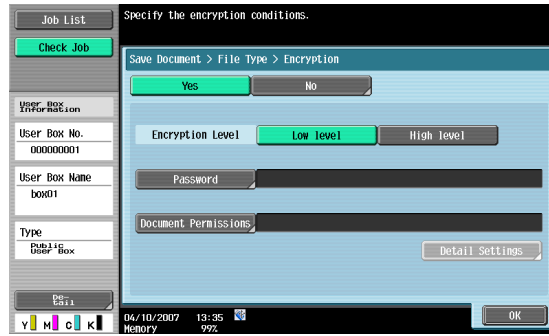 Job List
Check Job
Specify the encryption conditions.
Save Document > File Type > Encryption
Yes
No
User Box
Information
User Box No.
000000001
User Box Name
box01
Type
Public
User Box
De-
tail
Encryption Level
Low level
High level
Password
Document Permissions
Detail Settings
Y M C K
04/10/2007 13:35
Memory 99%
OK